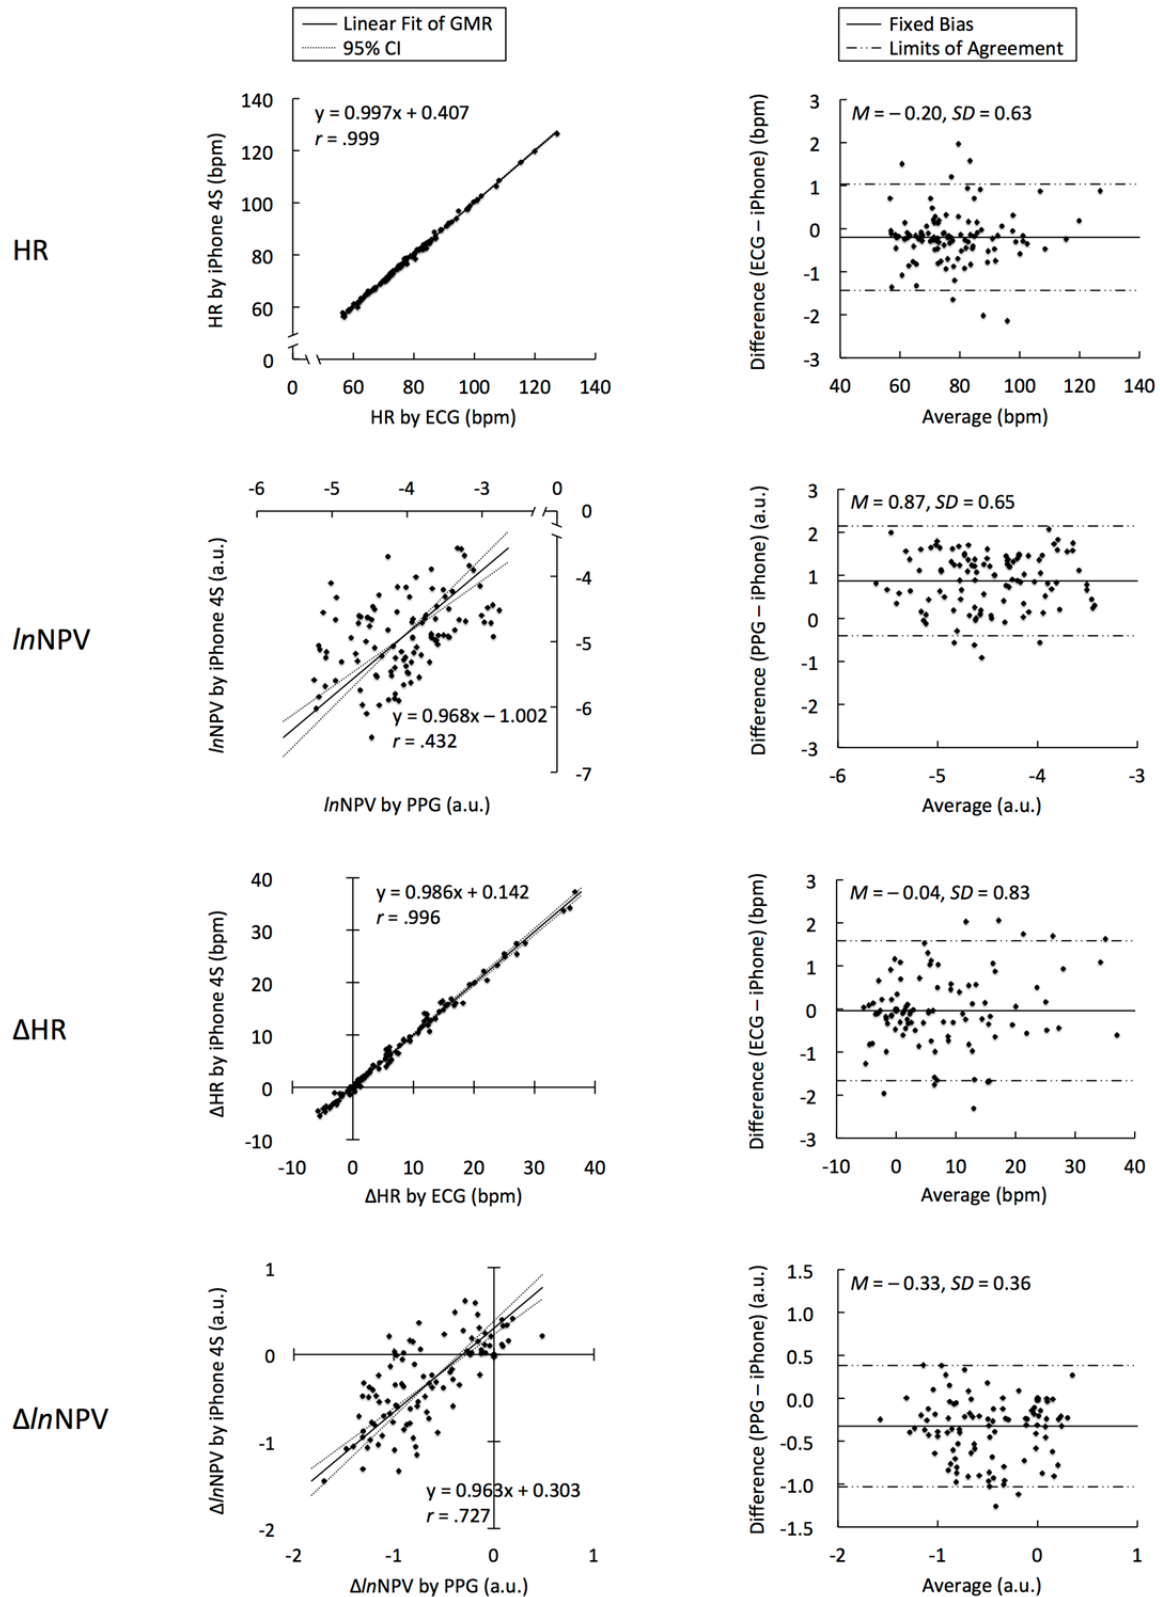 Linear Fit of GMR
95% CI
Fixed Bias
Limits of Agreement
HR
HR by iPhone 4S (bpm)
140
120
100
80
60
0
y = 0.997x + 0.407
r = .999
0 60 80 100 120 140
HR by ECG (bpm)
Difference (ECG – iPhone) (bpm)
3
2
1
0
-1
-2
-3
M = – 0.20, SD = 0.63
40 60 80 100 120 140
Average (bpm)
lnNPV
lnNPV by iPhone 4S (a.u.)
-6 -5 -4 -3 0
0
-4
-5
-6
-7
y = 0.968x – 1.002
r = .432
lnNPV by PPG (a.u.)
Difference (PPG – iPhone) (a.u.)
3
2
1
0
-1
-2
-3
M = 0.87, SD = 0.65
-6 -5 -4 -3
Average (a.u.)
ΔHR
ΔHR by iPhone 4S (bpm)
40
30
20
10
0
-10
y = 0.986x + 0.142
r = .996
-10 0 10 20 30 40
ΔHR by ECG (bpm)
Difference (ECG – iPhone) (bpm)
3
2
1
0
-1
-2
-3
M = – 0.04, SD = 0.83
-10 0 10 20 30 40
Average (bpm)
ΔlnNPV
ΔlnNPV by iPhone 4S (a.u.)
1
0
-1
-2
y = 0.963x + 0.303
r = .727
-2 -1 0 1
ΔlnNPV by PPG (a.u.)
Difference (PPG – iPhone) (a.u.)
1.5
1.0
0.5
0.0
-0.5
-1.0
-1.5
M = – 0.33, SD = 0.36
-2 -1 0 1
Average (a.u.)